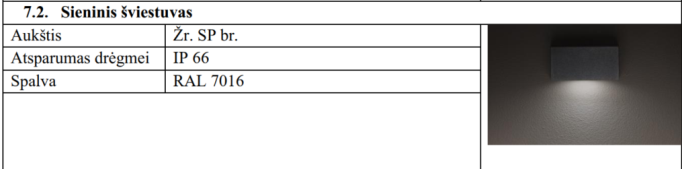 7.2. Sieninis šviestuvas
Aukštis Žr. SP br.
Atsparumas drėgmei IP 66
Spalva RAL 7016